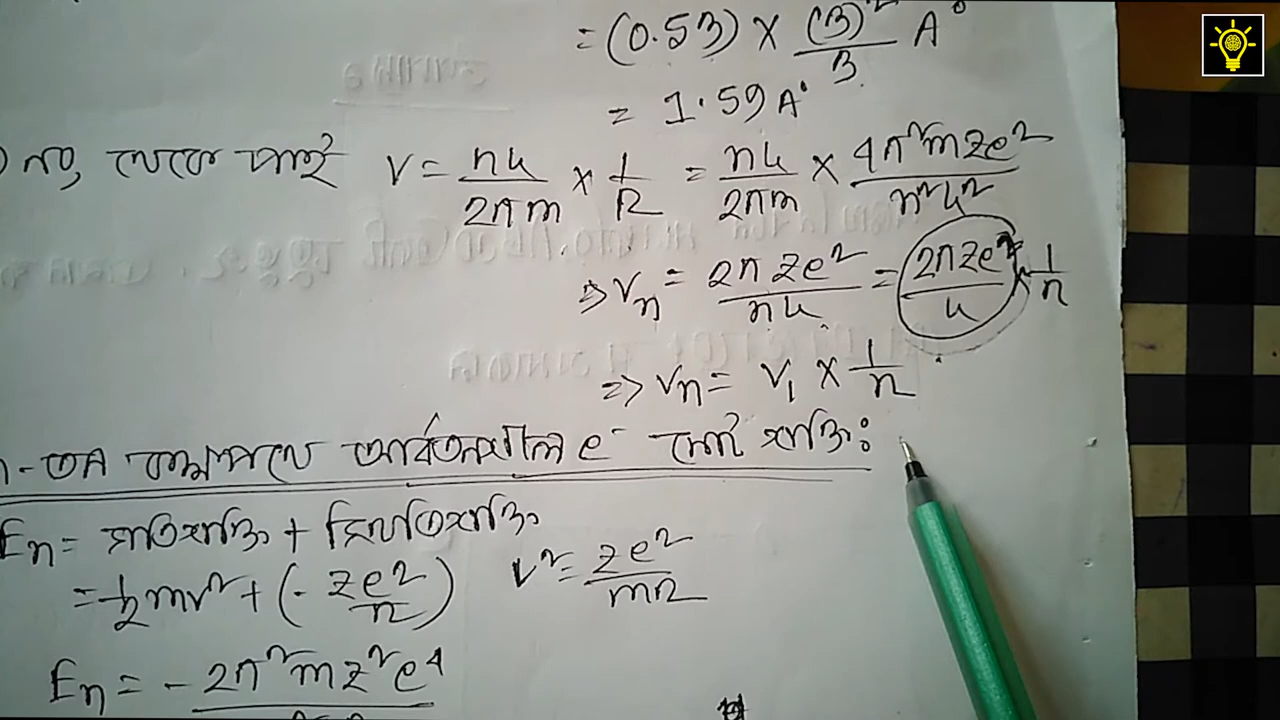 = (0.53) × (3)²/3 A°
= 1.59 A°
) নং থেকে পাই V = nh/2πm × 1/r = nh/2πm × 4π²mze²/n²h²
⇒ Vn = 2πze²/nh = 2πze²/h × 1/n
⇒ Vn = V₁ × 1/n
n-তম কক্ষপথে আবর্তনশীল e⁻ মোট শক্তি:
En = গতিশক্তি + স্থিতিশক্তি
= ½mv² + (- ze²/r) v² = ze²/mr
En = - 2π²mz²e⁴